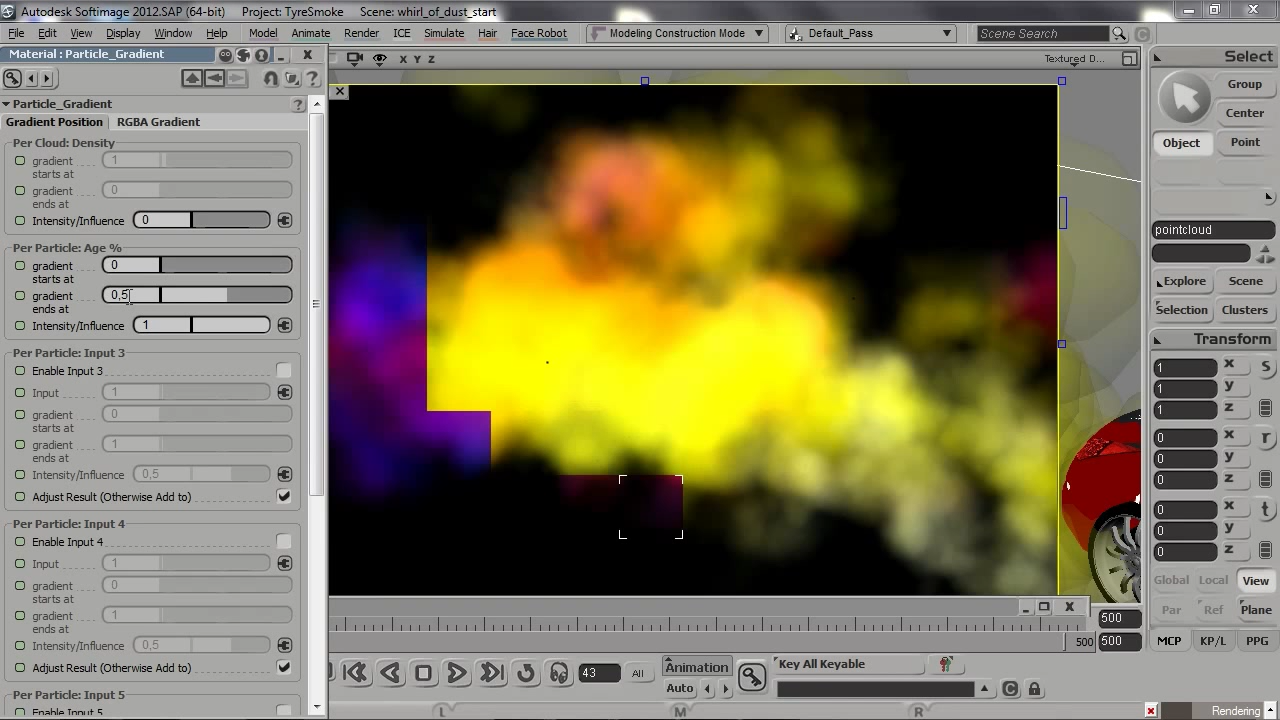 Autodesk Softimage 2012.SAP (64-bit) Project: TyreSmoke Scene: whirl_of_dust_start
File Edit View Display Window Help Model Animate Render ICE Simulate Hair Face Robot Modeling Construction Mode Default_Pass Scene Search
Material : Particle_Gradient X Y Z Textured D... Select
Particle_Gradient
Gradient Position RGBA Gradient
Group
Center
Object Point
Per Cloud: Density
gradient starts at 1
gradient ends at 0
Intensity/Influence 0
Per Particle: Age %
gradient starts at 0
gradient ends at 0,5
Intensity/Influence 1
Per Particle: Input 3
Enable Input 3
Input 1
gradient starts at 0
gradient ends at 1
Intensity/Influence 0,5
Adjust Result (Otherwise Add to)
Per Particle: Input 4
Enable Input 4
Input 1
gradient starts at 0
gradient ends at 1
Intensity/Influence 0,5
Adjust Result (Otherwise Add to)
Per Particle: Input 5
Enable Input 5
pointcloud
Explore Scene
Selection Clusters
Transform
1 x s
1 y
1 z
0 x r
0 y
0 z
0 x t
0 y
0 z
Global Local View
Par Ref Plane
MCP KP/L PPG
500
500 500
43 All Animation Key All Keyable
Auto
L M R Rendering